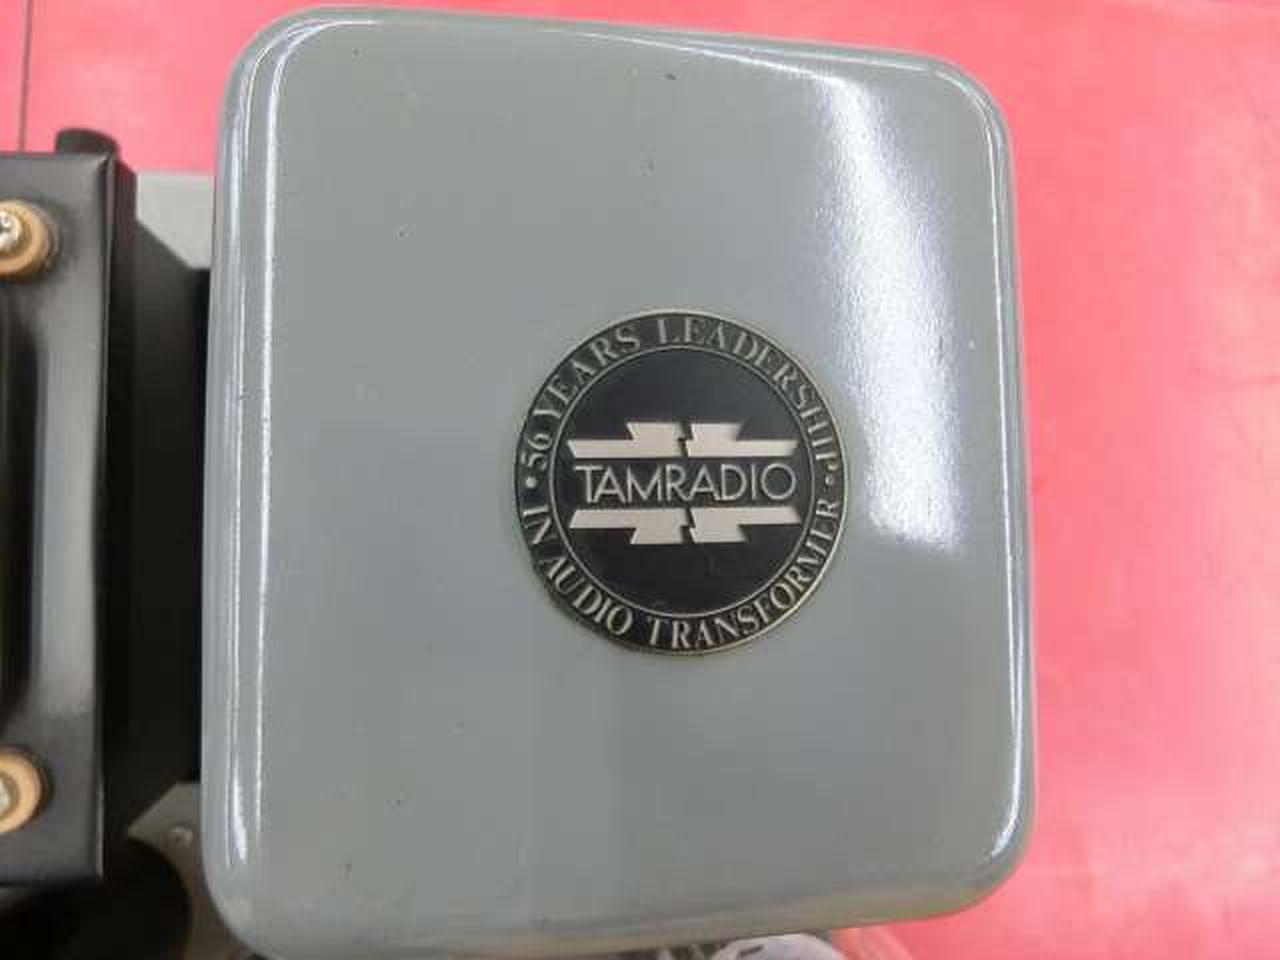 • 56 YEARS LEADERSHIP •
TAMRADIO
IN AUDIO TRANSFORMER